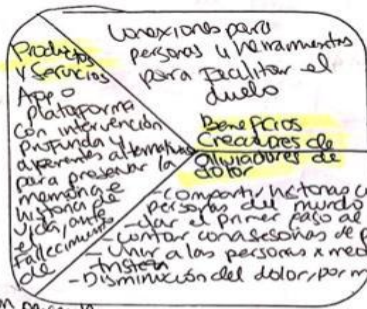 Productos
y Servicios
App o
plataforma
con intervención
profunda y
diferentes alternativas
para preservar la
memoria e
historia de
vida, ante
el
fallecimiento
de
Conexiones para
personas y herramientas
para Facilitar el
duelo
Beneficios
Creadores de
aliviadores de
dolor
- compartir historias
personas del mundo
- dar el primer paso al
- contar con asesorías de
- Unir a las personas x
tristeza
- Disminución del dolor, por